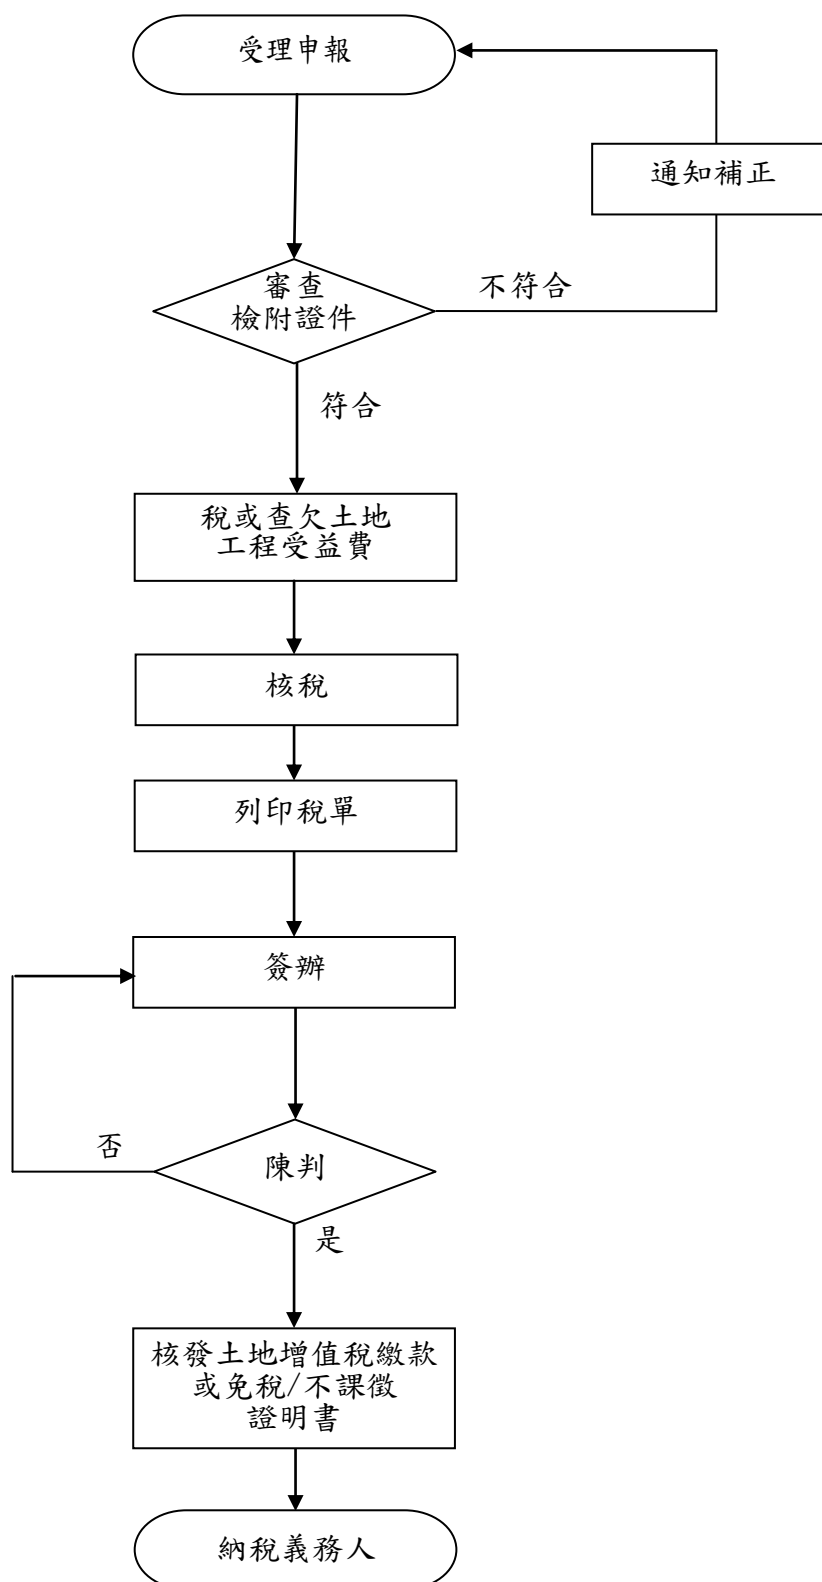 受理申報
通知補正
審查
檢附證件
不符合
符合
稅或查欠土地
工程受益費
核稅
列印稅單
簽辦
否
陳判
是
核發土地增值稅繳款
或免稅/不課徵
證明書
納稅義務人